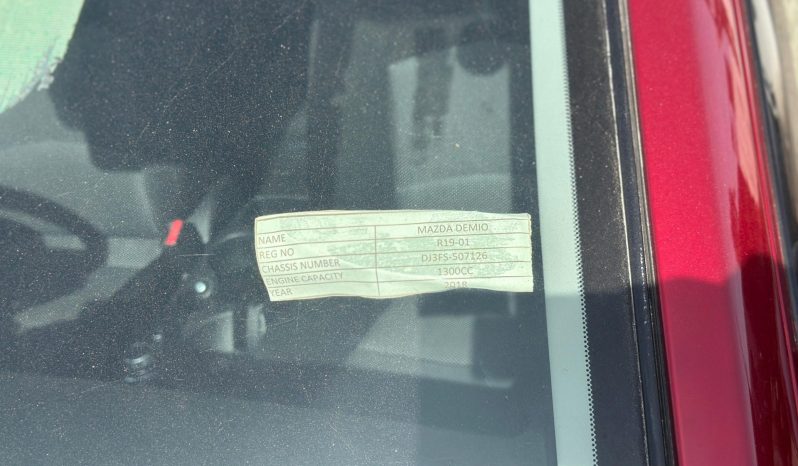 NAME MAZDA DEMIO
REG NO R19-01
CHASSIS NUMBER DJ3FS-507126
ENGINE CAPACITY 1300CC
YEAR 2018